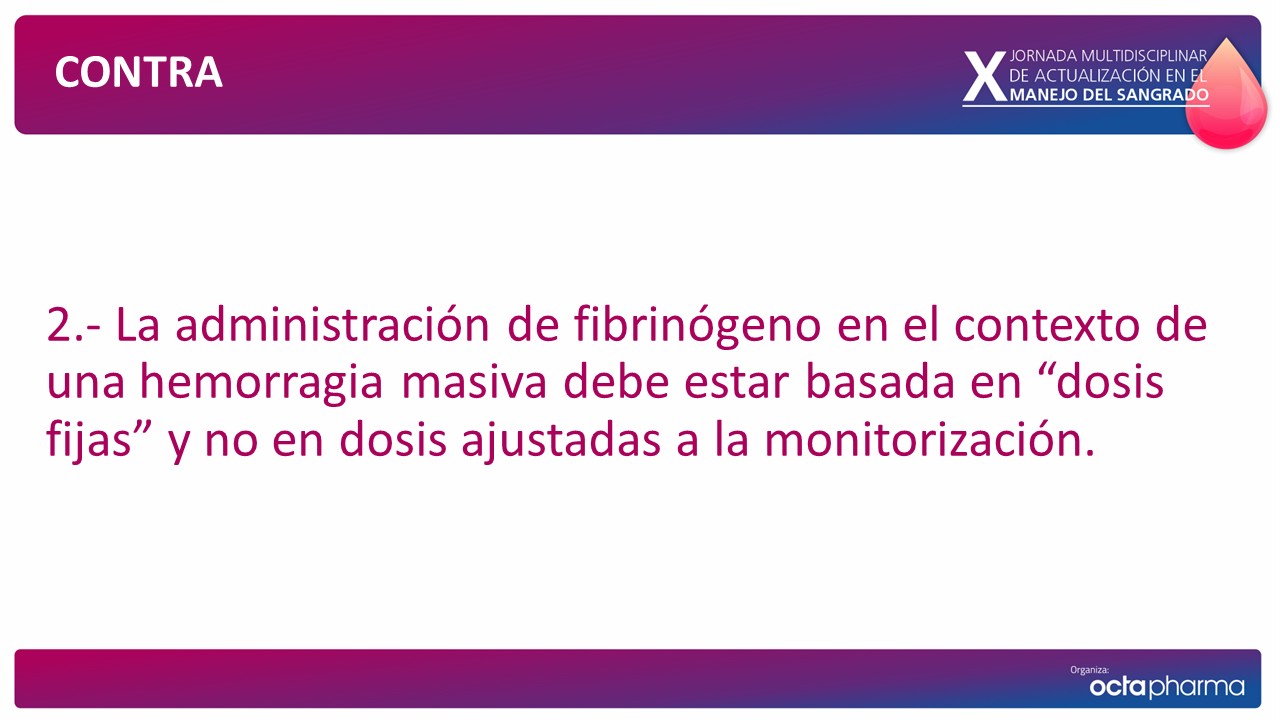 CONTRA
X JORNADA MULTIDISCIPLINAR
DE ACTUALIZACIÓN EN EL
MANEJO DEL SANGRADO
2.- La administración de fibrinógeno en el contexto de
una hemorragia masiva debe estar basada en “dosis
fijas” y no en dosis ajustadas a la monitorización.
Organiza:
octapharma